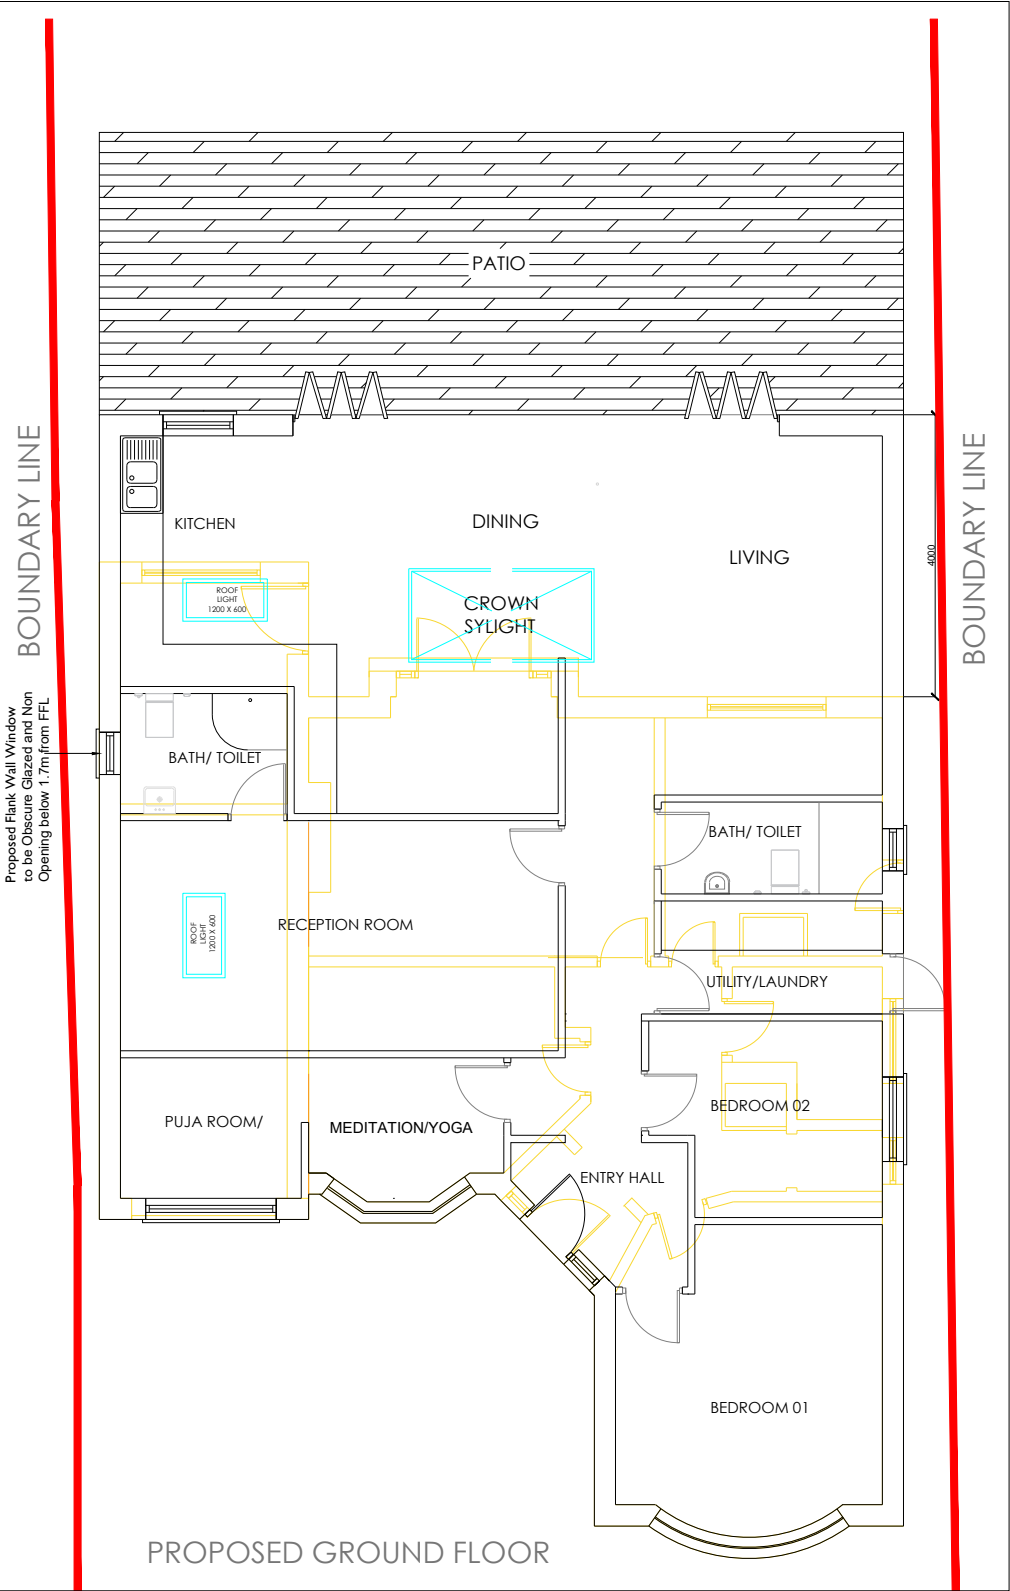 PATIO
BOUNDARY LINE
BOUNDARY LINE
KITCHEN
DINING
LIVING
4000
ROOF
LIGHT
1200 X 600
CROWN
SYLIGHT
Proposed Flank Wall Window
to be Obscure Glazed and Non
Opening below 1.7m from FFL
BATH/ TOILET
BATH/ TOILET
ROOF
LIGHT
1200 X 600
RECEPTION ROOM
UTILITY/LAUNDRY
PUJA ROOM/
MEDITATION/YOGA
BEDROOM 02
ENTRY HALL
BEDROOM 01
PROPOSED GROUND FLOOR